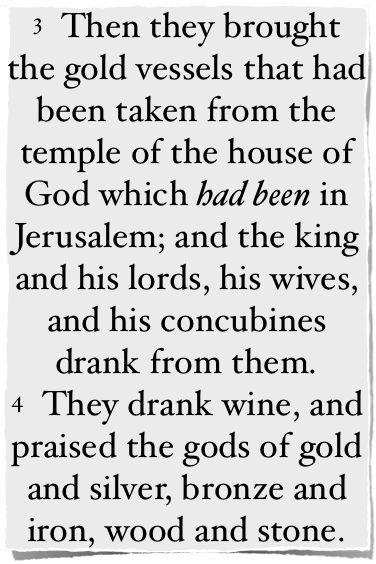 3 Then they brought
the gold vessels that had
been taken from the
temple of the house of
God which had been in
Jerusalem; and the king
and his lords, his wives,
and his concubines
drank from them.
4 They drank wine, and
praised the gods of gold
and silver, bronze and
iron, wood and stone.